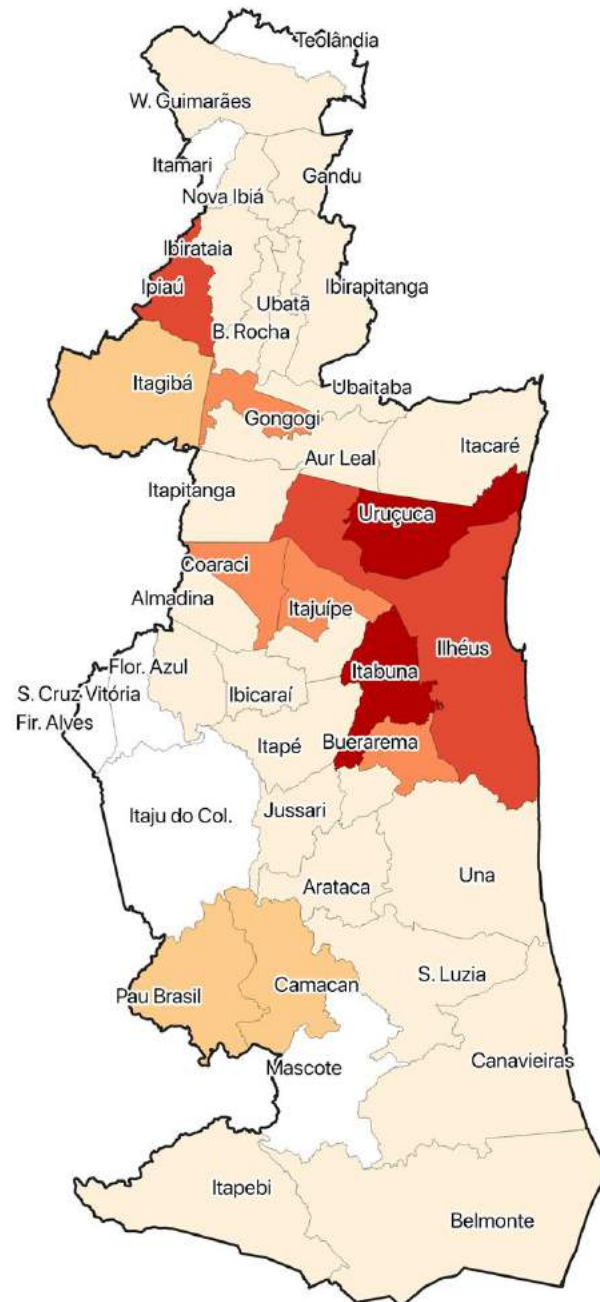 Teolândia
W. Guimarães
Itamari
Gandu
Nova Ibiá
Ibirataia
Ipiaú
Ibirapitanga
Ubatã
B. Rocha
Itagibá
Ubaitaba
Gongogi
Itacaré
Aur Leal
Itapitanga
Uruçuca
Coaraci
Almadina
Itajuípe
Ilhéus
Flor. Azul
Itabuna
S. Cruz Vitória
Ibicaraí
Fir. Alves
Itapé
Buerarema
Itaju do Col.
Jussari
Una
Arataca
S. Luzia
Pau Brasil
Camacan
Canavieiras
Mascote
Itapebi
Belmonte